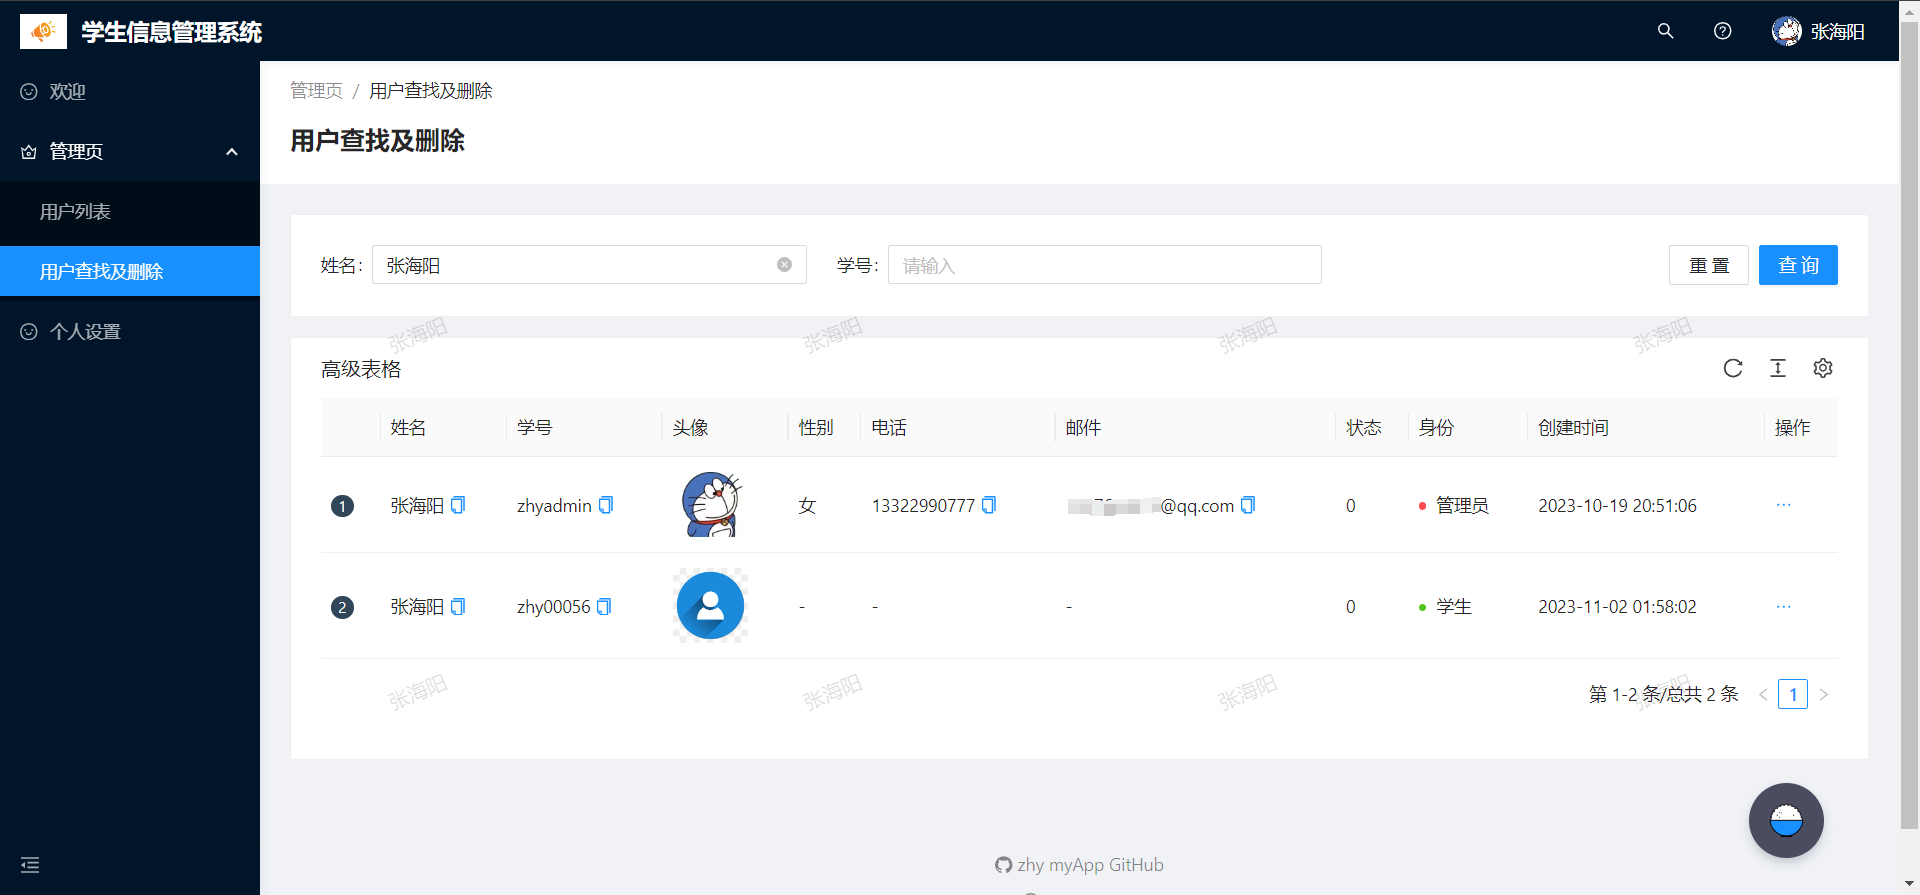 学生信息管理系统
张海阳
欢迎
管理页
用户列表
用户查找及删除
个人设置
管理页 / 用户查找及删除
用户查找及删除
姓名: 张海阳 学号: 请输入 重 置 查 询
张海阳 张海阳 张海阳 张海阳
高级表格
姓名 学号 头像 性别 电话 邮件 状态 身份 创建时间 操作
1 张海阳 zhyadmin 女 13322990777 @qq.com 0 管理员 2023-10-19 20:51:06 ···
2 张海阳 zhy00056 - - - 0 学生 2023-11-02 01:58:02 ···
张海阳 张海阳 张海阳 张海阳
第 1-2 条/总共 2 条 < 1 >
zhy myApp GitHub